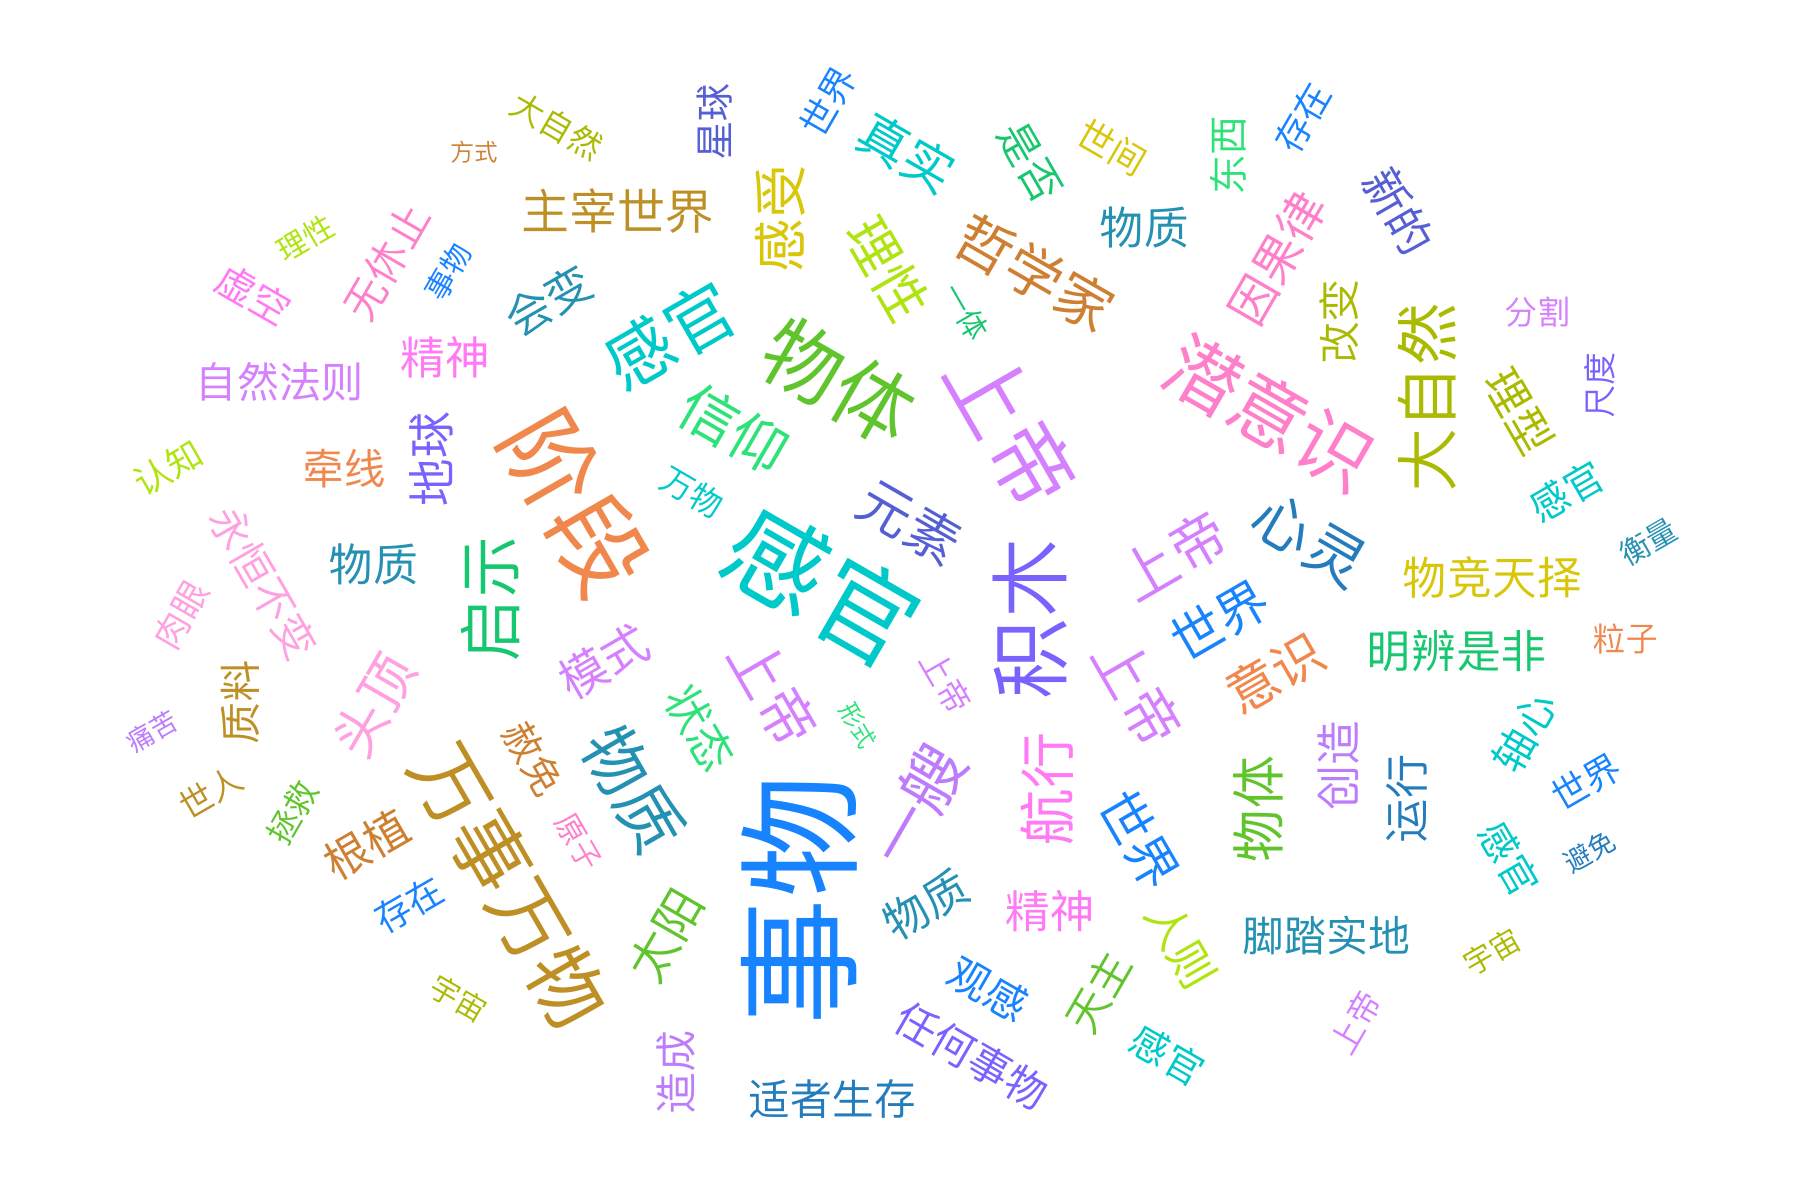 世界
星球
存在
大自然
真实
是否
世间
东西
方式
主宰世界
感受
理性
哲学家
物质
因果律
新的
理性
无休止
事物
虚空
会变
感官
物体
一体
改变
大自然
分割
自然法则
精神
信仰
上帝
潜意识
理型
尺度
认知
牵线
地球
阶段
万物
元素
心灵
感官
衡量
永恒不变
物质
启示
感官
积木
上帝
世界
物竞天择
肉眼
模式
上帝
上帝
上帝
意识
明辨是非
粒子
质料
头顶
状态
形式
轴心
痛苦
赦免
物质
一艘
航行
创造
世人
拯救
根植
万事万物
原子
事物
世界
物体
运行
世界
感官
避免
存在
太阳
物质
精神
人则
脚踏实地
宇宙
宇宙
观感
天主
上帝
造成
适者生存
任何事物
感官